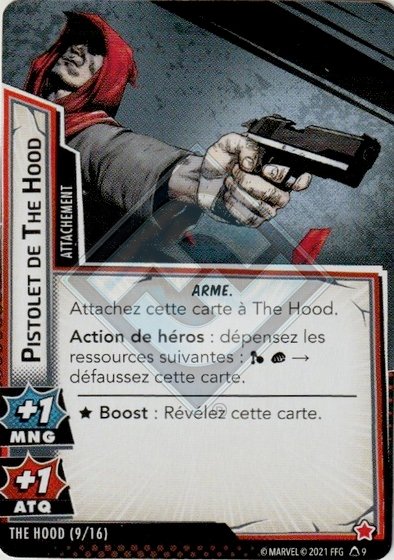 PISTOLET DE THE HOOD
ATTACHEMENT
ARME.
Attachez cette carte à The Hood.
Action de héros : dépensez les
ressources suivantes : →
défaussez cette carte.
★ Boost : Révélez cette carte.
+1
MNG
+1
ATQ
THE HOOD (9/16)
© MARVEL © 2021 FFG 9